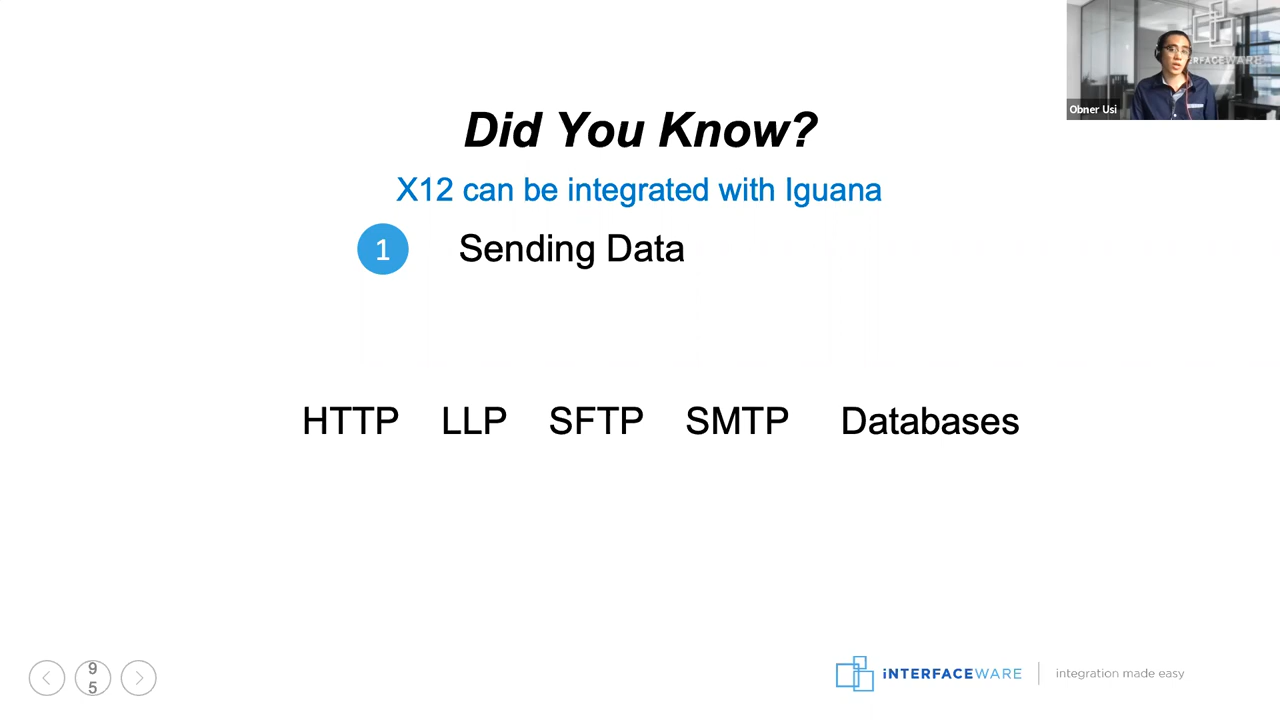 Did You Know?
X12 can be integrated with Iguana
1 Sending Data
HTTP LLP SFTP SMTP Databases
ERFACEWARE
Obner Usi
9
5
iNTERFACEWARE
integration made easy